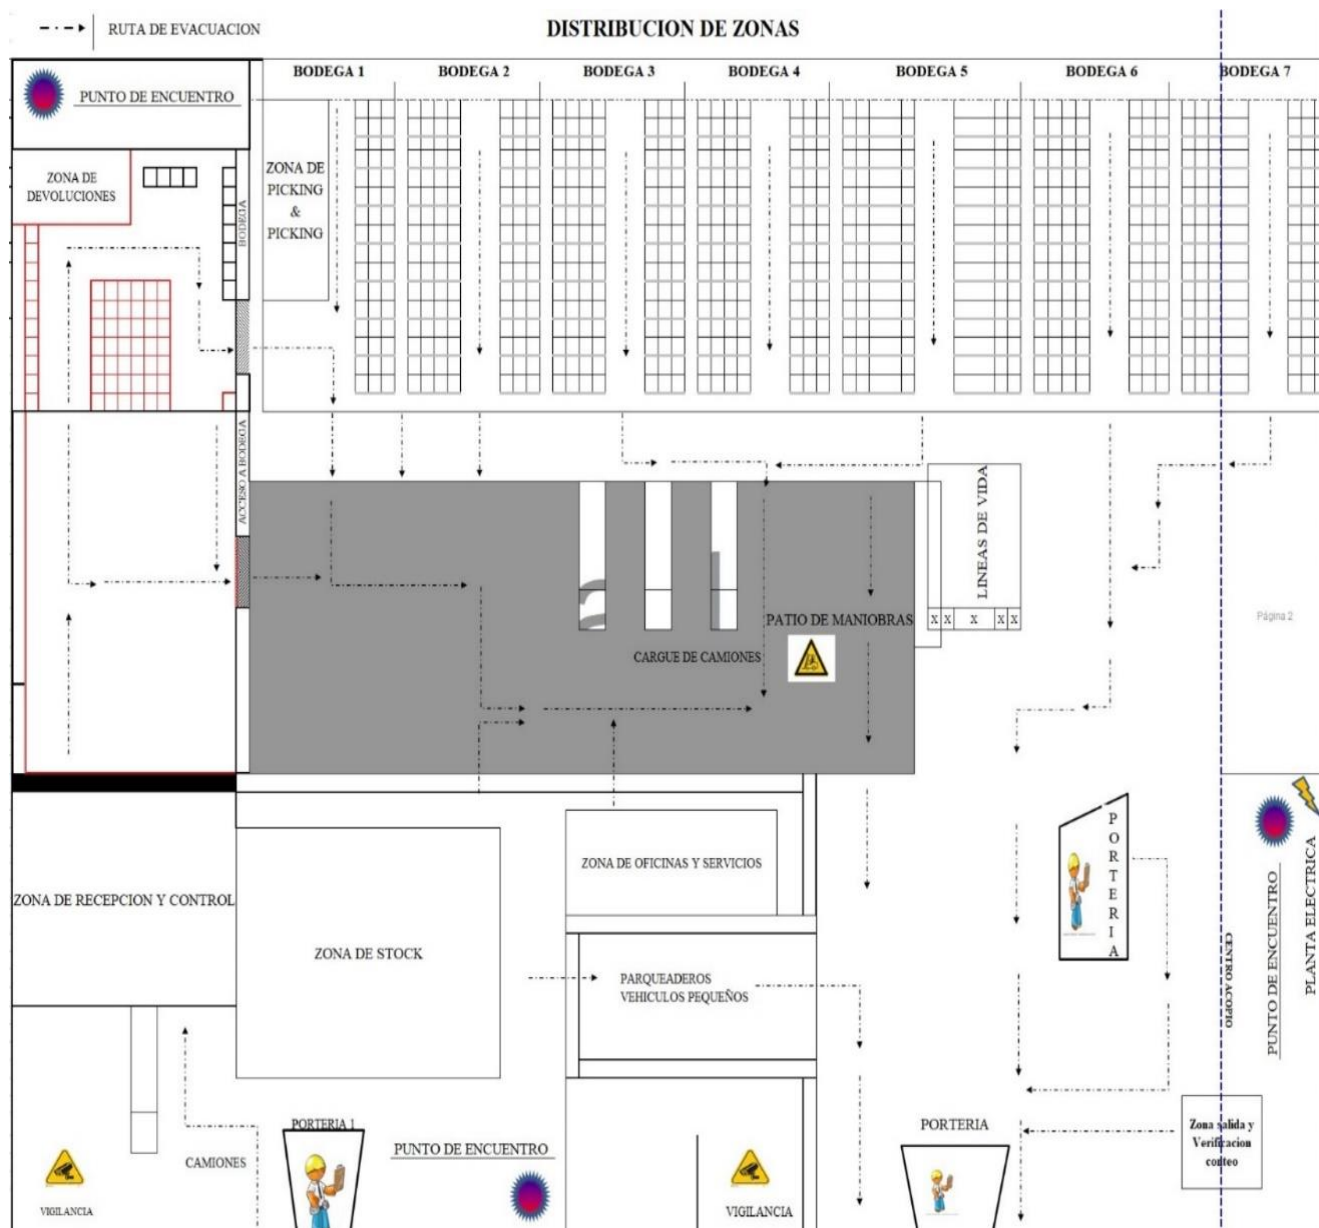 RUTA DE EVACUACION
DISTRIBUCION DE ZONAS
BODEGA 1
BODEGA 2
BODEGA 3
BODEGA 4
BODEGA 5
BODEGA 6
BODEGA 7
PUNTO DE ENCUENTRO
ZONA DE
DEVOLUCIONES
BODEGA
ZONA DE
PICKING
&
PICKING
ACCESO A BODEGA
LINEAS DE VIDA
X X X X X
a l
PATIO DE MANIOBRAS
CARGUE DE CAMIONES
Página 2
ZONA DE RECEPCION Y CONTROL
ZONA DE STOCK
ZONA DE OFICINAS Y SERVICIOS
PARQUEADEROS
VEHICULOS PEQUEÑOS
PORTERIA
CENTRO ACOPIO
PUNTO DE ENCUENTRO
PLANTA ELECTRICA
PORTERIA 1
PUNTO DE ENCUENTRO
CAMIONES
VIGILANCIA
VIGILANCIA
PORTERIA
Zona salida y
Verificacion
conteo